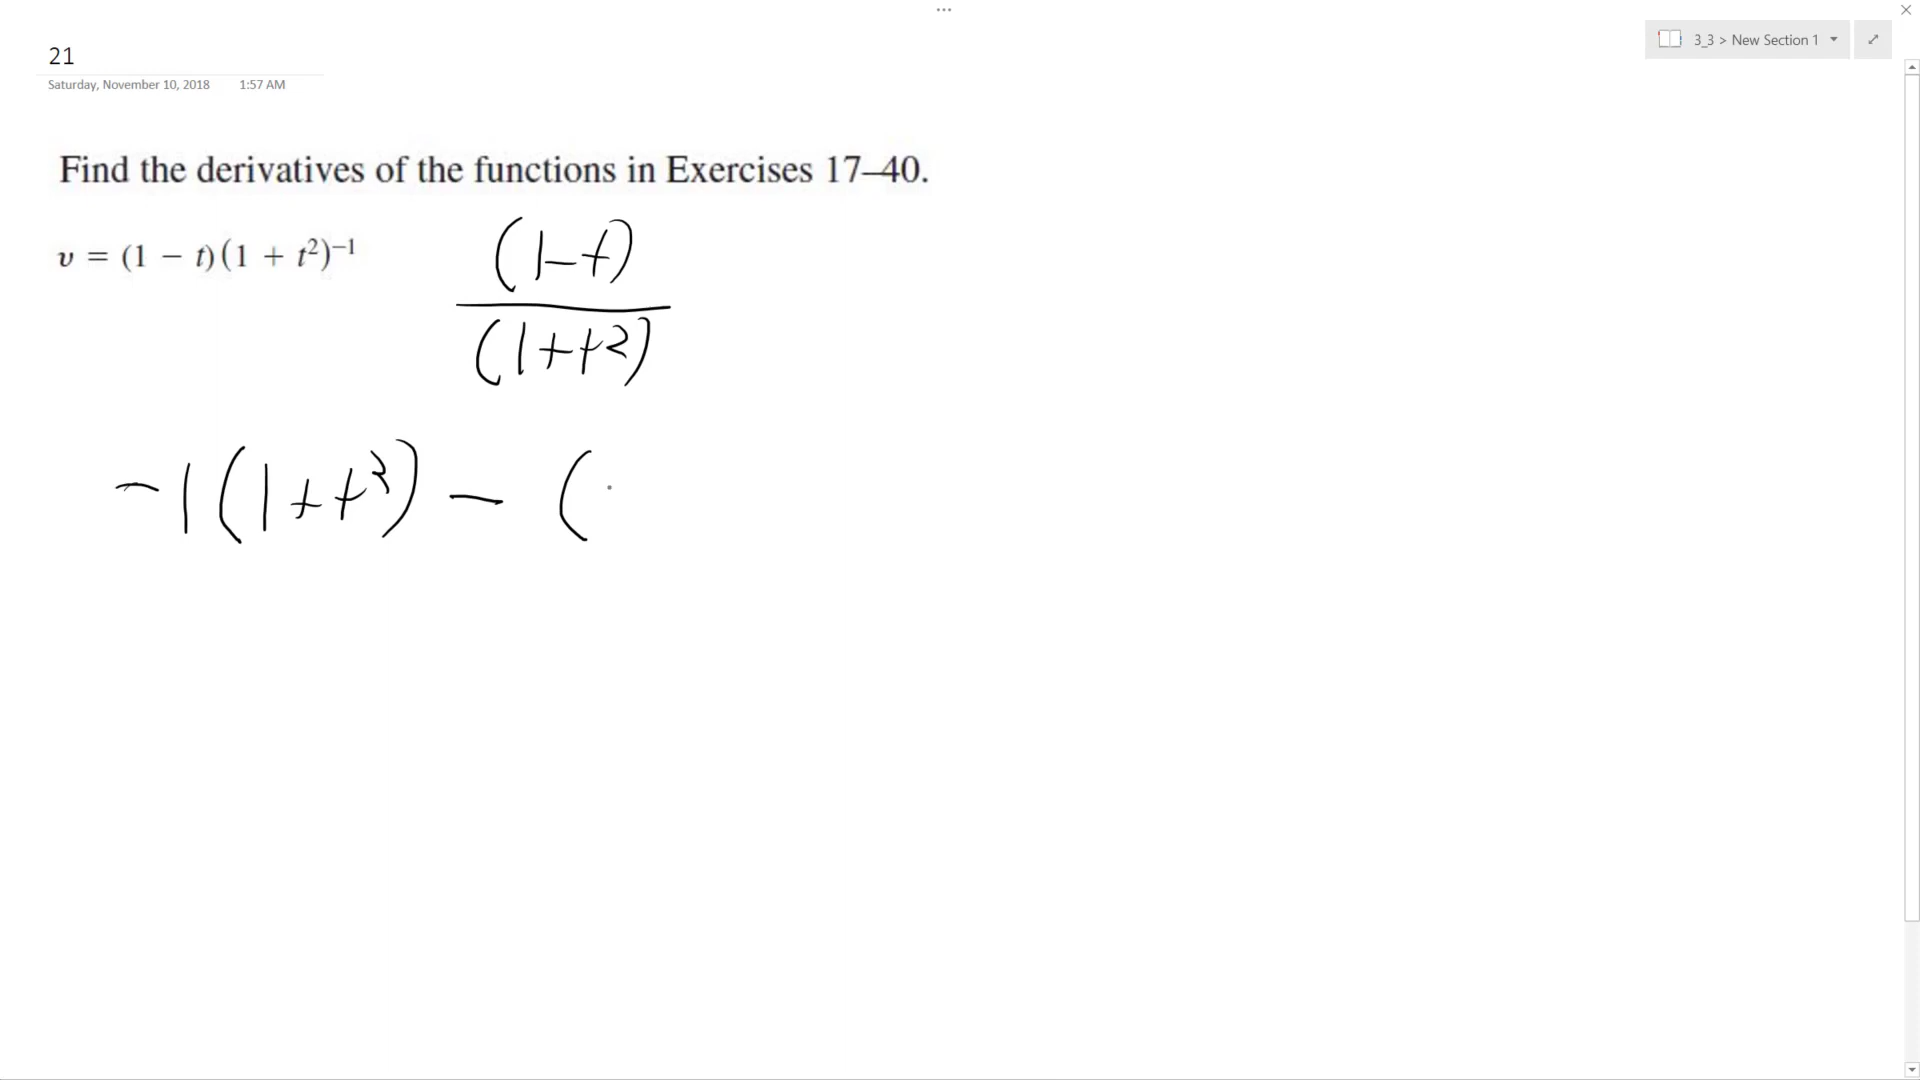 ...
3_3 > New Section 1
21
Saturday, November 10, 2018 1:57 AM
Find the derivatives of the functions in Exercises 17–40.
v = (1 − t)(1 + t²)⁻¹
(1-t)
(1+t²)
-1(1+t²) - (